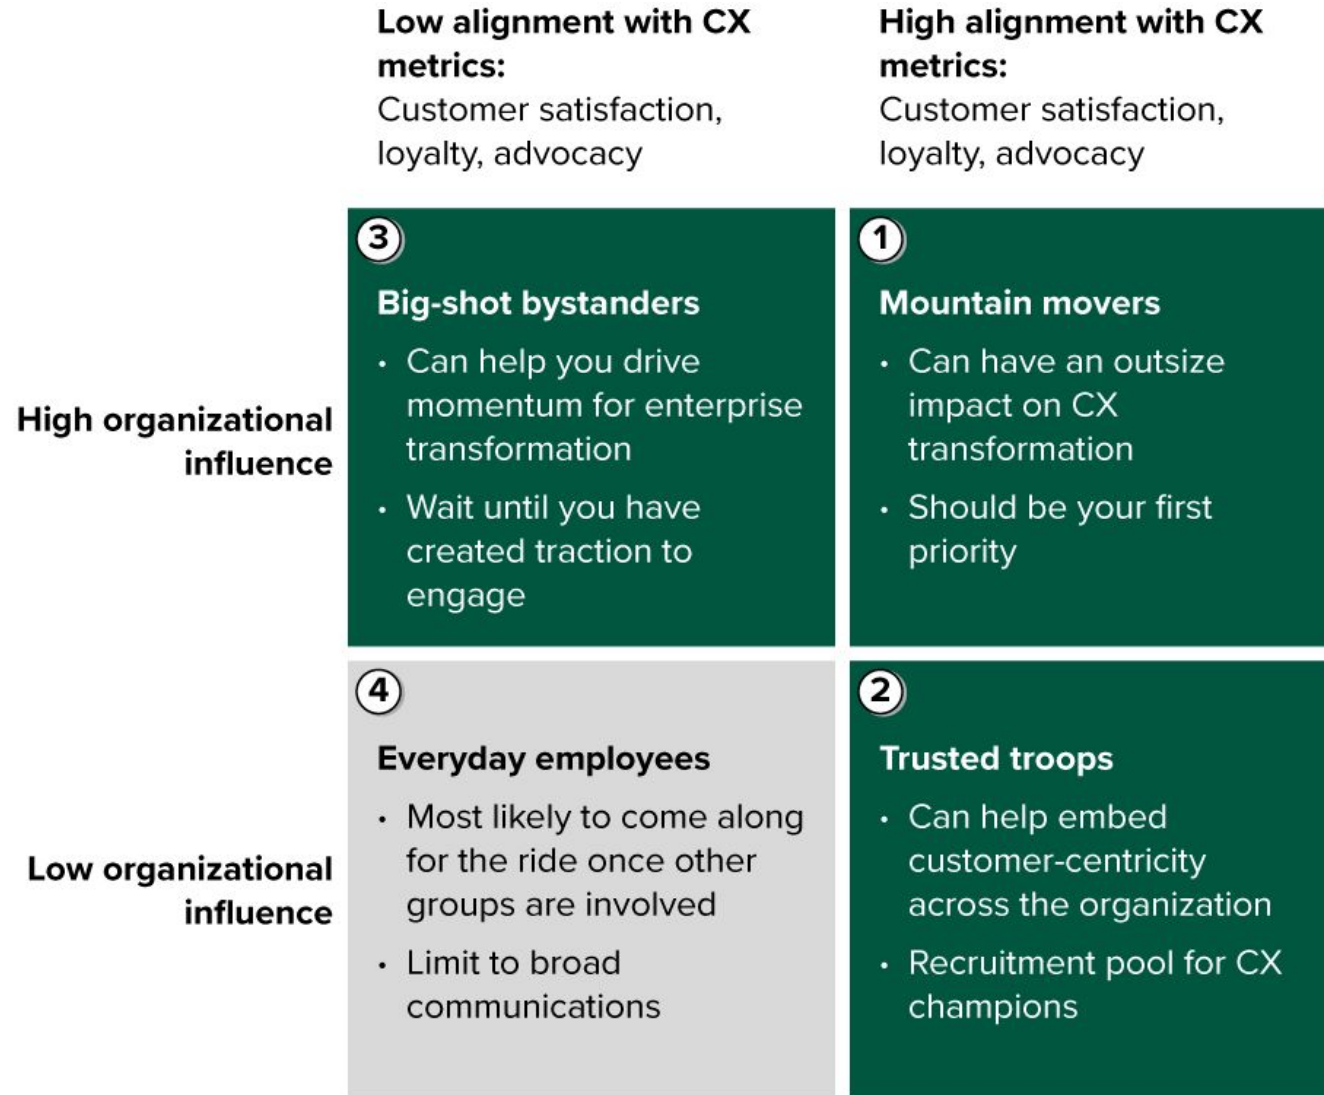 Low alignment with CX
metrics:
Customer satisfaction,
loyalty, advocacy
High alignment with CX
metrics:
Customer satisfaction,
loyalty, advocacy
High organizational
influence
3
Big-shot bystanders
• Can help you drive
momentum for enterprise
transformation
• Wait until you have
created traction to
engage
1
Mountain movers
• Can have an outsize
impact on CX
transformation
• Should be your first
priority
Low organizational
influence
4
Everyday employees
• Most likely to come along
for the ride once other
groups are involved
• Limit to broad
communications
2
Trusted troops
• Can help embed
customer-centricity
across the organization
• Recruitment pool for CX
champions